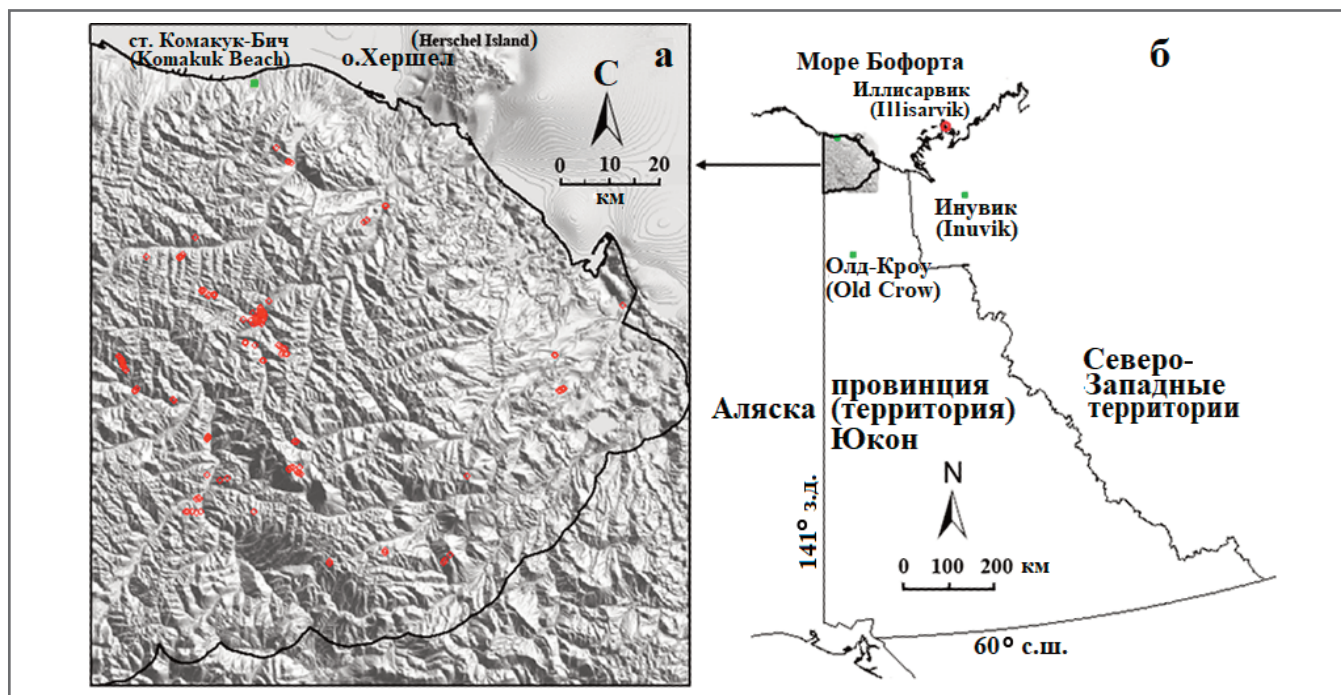 ст. Комакук-Бич
(Komakuk Beach)
(Herschel Island)
о.Хершел
а
С
0 10 20
км
б
Море Бофорта
Иллисарвик
(Illisarvik)
Инувик
(Inuvik)
Олд-Кроу
(Old Crow)
Аляска
провинция
(территория)
Юкон
Северо-
Западные
территории
141° з.д.
N
0 100 200 км
60° с.ш.